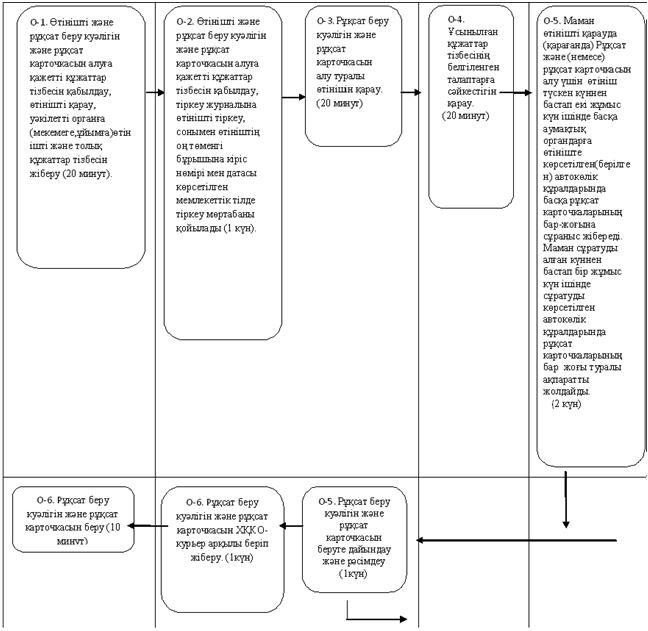 О-1. Өтінішті және
рұқсат беру куәлігін
және рұқсат
карточкасын алуға
қажетті құжаттар
тізбесін қабылдау,
өтінішті қарау,
уәкілетті органға
(мекемеге,ұйымға)өтін
ішті және толық
құжаттар тізбесін
жіберу (20 минут).
О-2. Өтінішті және
рұқсат беру куәлігін
және рұқсат
карточкасын алуға
қажетті құжаттар
тізбесін қабылдау,
тіркеу журналына
өтінішті тіркеу,
сонымен өтініштің
оң төменгі
бұрышына кіріс
нөмірі мен датасы
көрсетілген
мемлекеттік тілде
тіркеу мөртабаны
қойылады (1 күн).
О- 3. Рұқсат беру
куәлігін және
рұқсат
карточкасын
алу туралы
өтінішін қарау.
(20 минут)
О-4.
Ұсынылған
құжаттар
тізбесінің
белгіленген
талаптарға
сәйкестігін
қарау.
(20 минут)
О-5. Маман
өтінішті қарауда
(қарағанда) Рұқсат
және (немесе)
рұқсат карточкасын
алу үшін өтініш
түскен күннен
бастап екі жұмыс
күн ішінде басқа
аумақтық
органдарға
өтініште
көрсетілген(берілге
н) автокөлік
құралдарында
басқа рұқсат
карточкаларының
бар-жоғына
сұраныс жібереді.
Маман сұратуды
алған күннен
бастап бір жұмыс
күн ішінде
сұратуды
көрсетілген
автокөлік
құралдарында
рұқсат
карточкаларының
бар жоғы туралы
ақпаратты
жолдайды.
(2 күн)
О-6. Рұқсат беру
куәлігін және рұқсат
карточкасын беру (10
минут)
О-6. Рұқсат беру
куәлігін және рұқсат
карточкасын ХҚКО-
курьер арқылы беріп
жіберу. (1күн)
О-5. Рұқсат беру
куәлігін және
рұқсат
карточкасын
беруге дайындау
және рәсімдеу
(1күн)